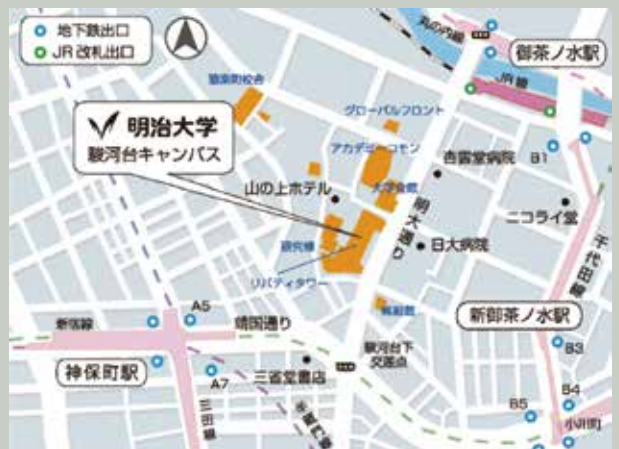 地下鉄出口
JR 改札出口
丸の内線
御茶ノ水駅
JR 線
猿楽町校舎
グローバルフロント
明治大学
駿河台キャンパス
アカデミーコモン
杏雲堂病院
B1
山の上ホテル
大学会館
明大通り
ニコライ堂
日大病院
千代田線
研究棟
リバティタワー
A5
新宿線
靖国通り
新御茶ノ水駅
神保町駅
A7
三省堂書店
駿河台下
交差点
B3
B4
B5
小川町
三田線